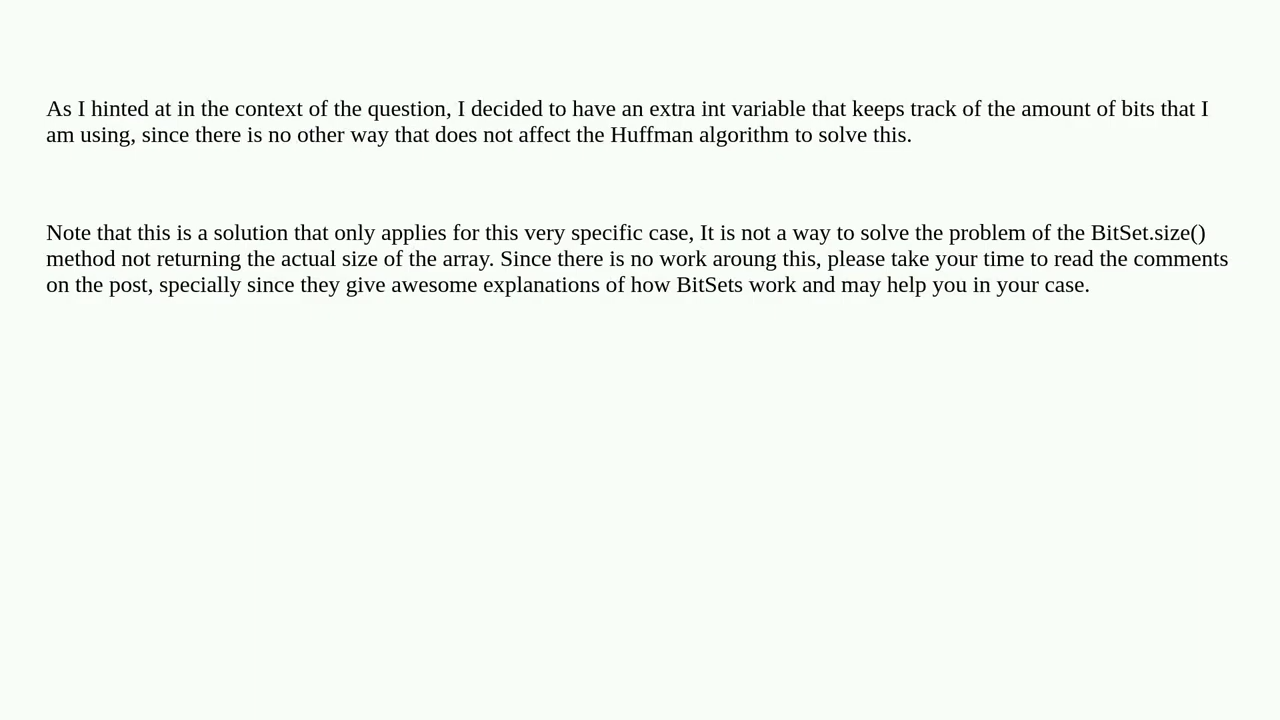 As I hinted at in the context of the question, I decided to have an extra int variable that keeps track of the amount of bits that I
am using, since there is no other way that does not affect the Huffman algorithm to solve this.
Note that this is a solution that only applies for this very specific case, It is not a way to solve the problem of the BitSet.size()
method not returning the actual size of the array. Since there is no work aroung this, please take your time to read the comments
on the post, specially since they give awesome explanations of how BitSets work and may help you in your case.